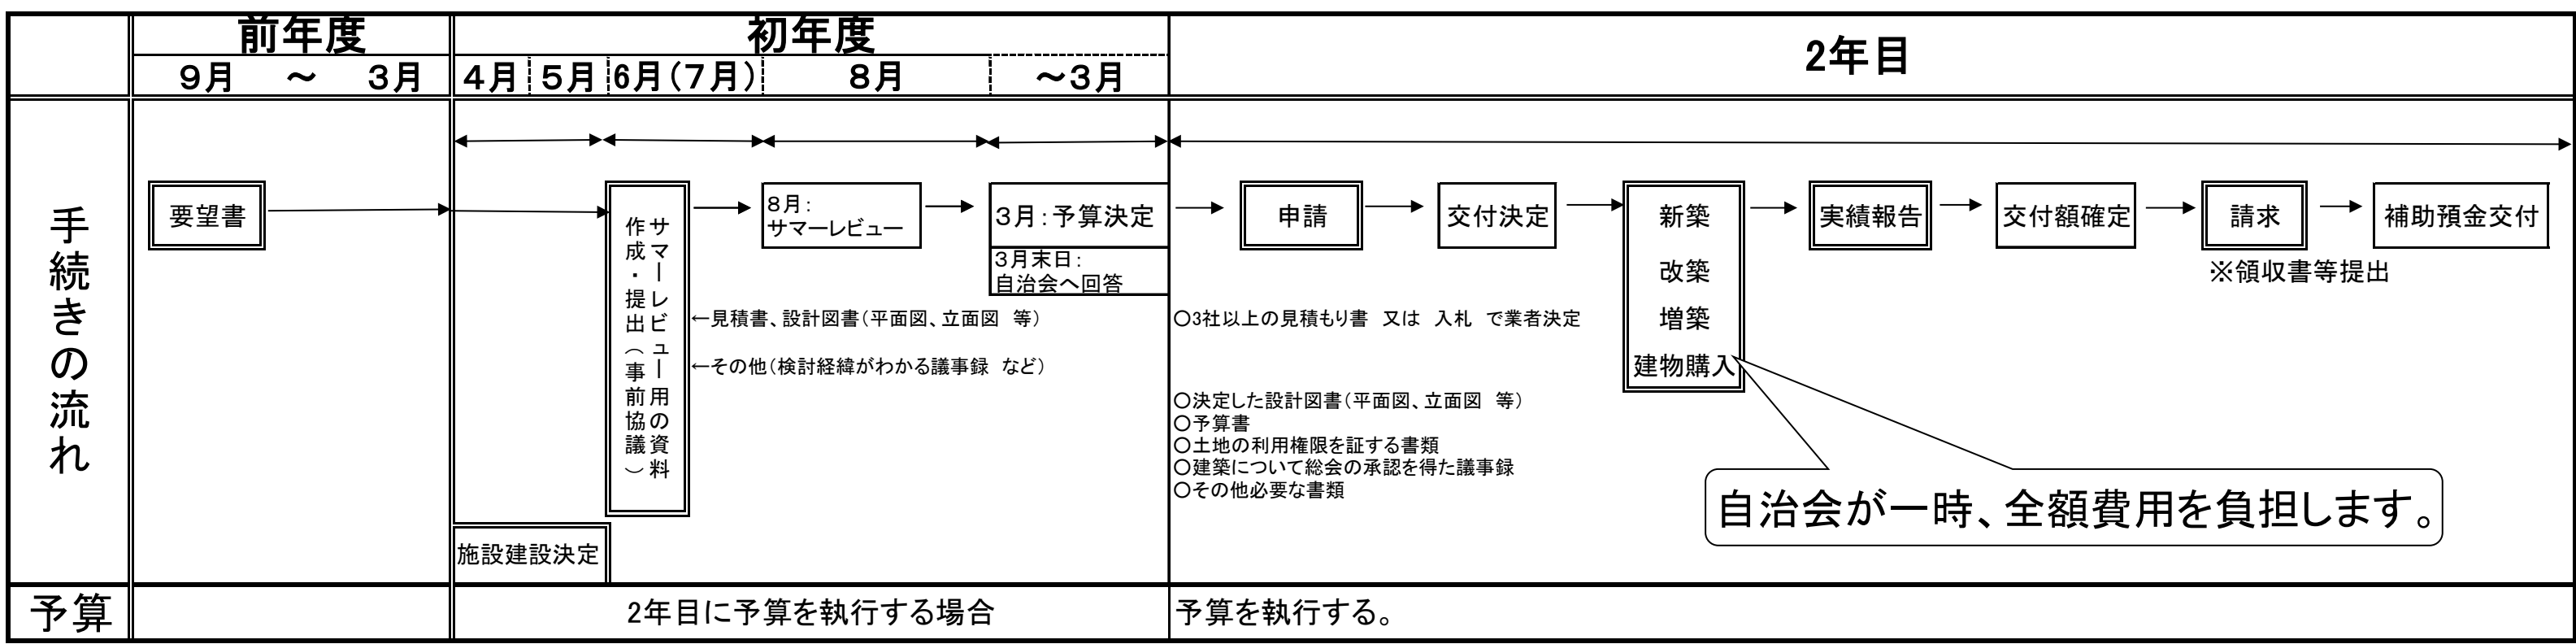 前年度
初年度
2年目
9月 ～ 3月
4月
5月
6月(7月)
8月
～3月
手続きの流れ
要望書
サマーレビュー用の資料
作成・提出(事前協議)
8月：
サマーレビュー
3月：予算決定
3月末日：
自治会へ回答
申請
交付決定
新築
改築
増築
建物購入
実績報告
交付額確定
請求
補助預金交付
※領収書等提出
←見積書、設計図書(平面図、立面図 等)
←その他(検討経緯がわかる議事録 など)
○3社以上の見積もり書 又は 入札 で業者決定
○決定した設計図書(平面図、立面図 等)
○予算書
○土地の利用権限を証する書類
○建築について総会の承認を得た議事録
○その他必要な書類
自治会が一時、全額費用を負担します。
施設建設決定
予算
2年目に予算を執行する場合
予算を執行する。